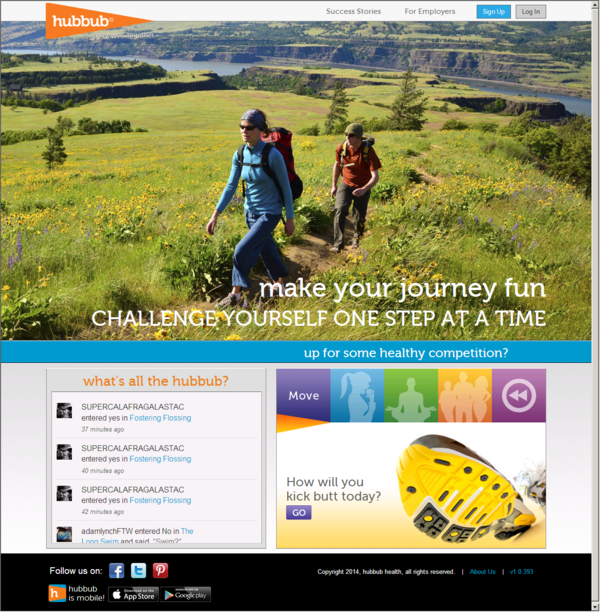 hubbub®
Success Stories
For Employers
Sign Up
Log In
make your journey fun
CHALLENGE YOURSELF ONE STEP AT A TIME
up for some healthy competition?
what's all the hubbub?
SUPERCALAFRAGALASTAC
entered yes in Fostering Flossing
37 minutes ago
SUPERCALAFRAGALASTAC
entered yes in Fostering Flossing
40 minutes ago
SUPERCALAFRAGALASTAC
entered yes in Fostering Flossing
42 minutes ago
adamlynchFTW entered No in The
Long Swim and said, "Swim?"
Move
How will you
kick butt today?
GO
Follow us on:
Copyright 2014, hubbub health, all rights reserved. | About Us | v1.0.393
hubbub
is mobile!
App Store
Google play